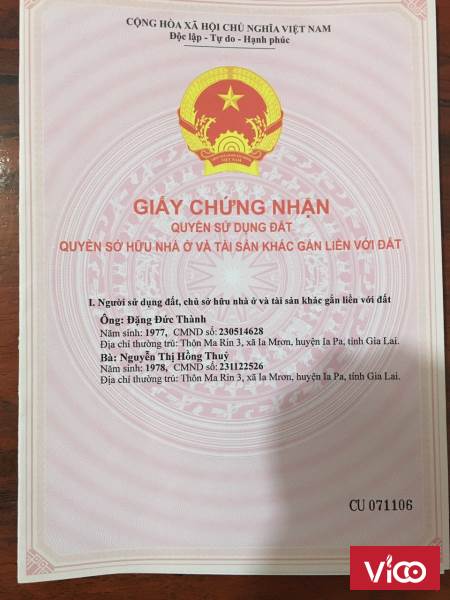 CỘNG HÒA XÃ HỘI CHỦ NGHĨA VIỆT NAM
Độc lập - Tự do - Hạnh phúc
VIỆT NAM
GIẤY CHỨNG NHẬN
QUYỀN SỬ DỤNG ĐẤT
QUYỀN SỞ HỮU NHÀ Ở VÀ TÀI SẢN KHÁC GẮN LIỀN VỚI ĐẤT
I. Người sử dụng đất, chủ sở hữu nhà ở và tài sản khác gắn liền với đất
Ông: Đặng Đức Thành
Năm sinh: 1977, CMND số: 230514628
Địa chỉ thường trú: Thôn Ma Rin 3, xã Ia Mrơn, huyện Ia Pa, tỉnh Gia Lai.
Bà: Nguyễn Thị Hồng Thuỷ
Năm sinh: 1978, CMND số: 231122526
Địa chỉ thường trú: Thôn Ma Rin 3, xã Ia Mrơn, huyện Ia Pa, tỉnh Gia Lai.
CU 071106
Vicoo